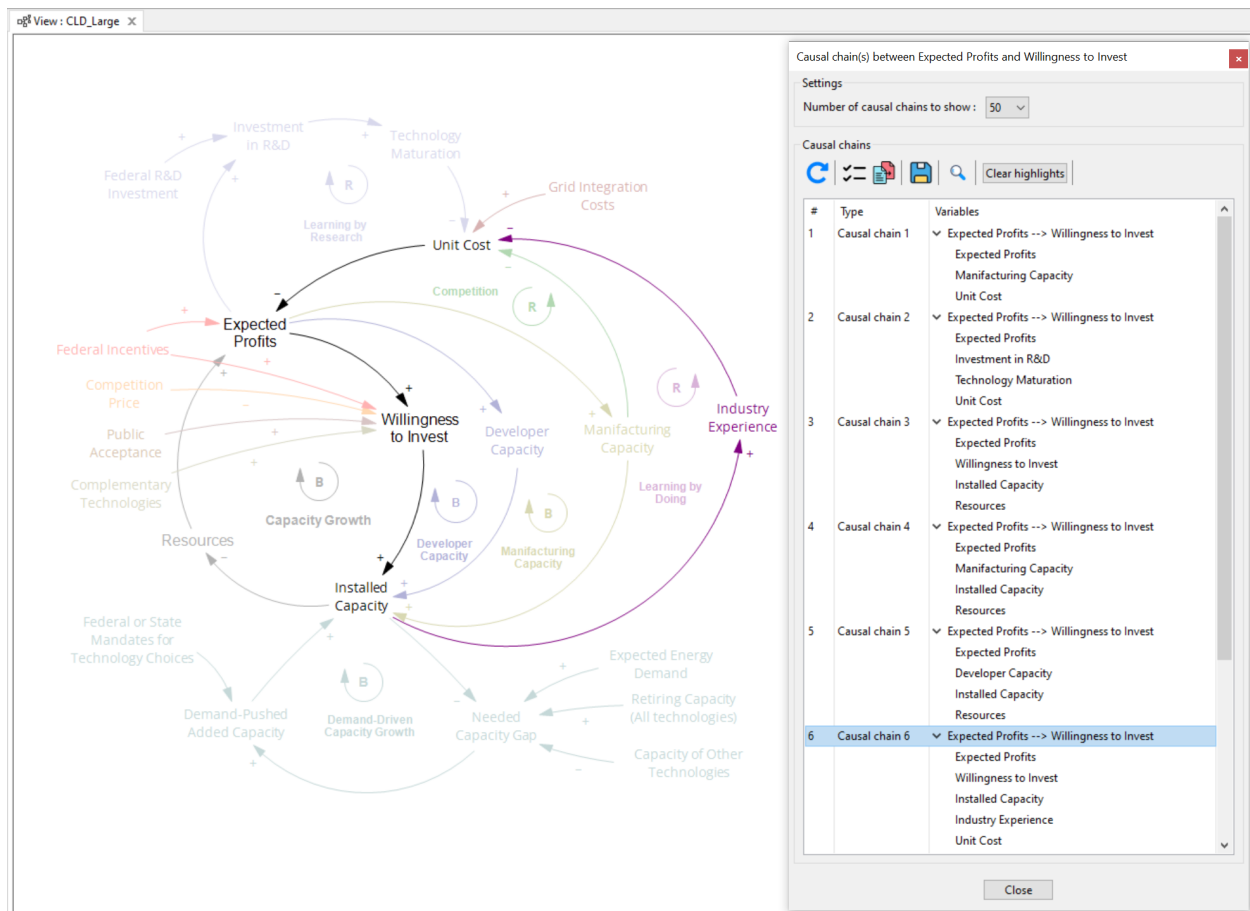 View : CLD_Large X
Investment
in R&D
Technology
Maturation
Federal R&D
Investment
R
Learning by
Research
Grid Integration
Costs
Unit Cost
Competition
R
Expected
Profits
Federal Incentives
Competition
Price
Willingness
to Invest
Public
Acceptance
Complementary
Technologies
Developer
Capacity
Manifacturing
Capacity
R
Industry
Experience
Learning by
Doing
B
Capacity Growth
B
Developer
Capacity
B
Manifacturing
Capacity
Resources
Installed
Capacity
Federal or State
Mandates for
Technology Choices
B
Demand-Driven
Capacity Growth
Demand-Pushed
Added Capacity
Needed
Capacity Gap
Expected Energy
Demand
Retiring Capacity
(All technologies)
Capacity of Other
Technologies
Causal chain(s) between Expected Profits and Willingness to Invest
Settings
Number of causal chains to show : 50
Causal chains
Clear highlights
# Type Variables
1 Causal chain 1 Expected Profits --> Willingness to Invest
Expected Profits
Manifacturing Capacity
Unit Cost
2 Causal chain 2 Expected Profits --> Willingness to Invest
Expected Profits
Investment in R&D
Technology Maturation
Unit Cost
3 Causal chain 3 Expected Profits --> Willingness to Invest
Expected Profits
Willingness to Invest
Installed Capacity
Resources
4 Causal chain 4 Expected Profits --> Willingness to Invest
Expected Profits
Manifacturing Capacity
Installed Capacity
Resources
5 Causal chain 5 Expected Profits --> Willingness to Invest
Expected Profits
Developer Capacity
Installed Capacity
Resources
6 Causal chain 6 Expected Profits --> Willingness to Invest
Expected Profits
Willingness to Invest
Installed Capacity
Industry Experience
Unit Cost
Close